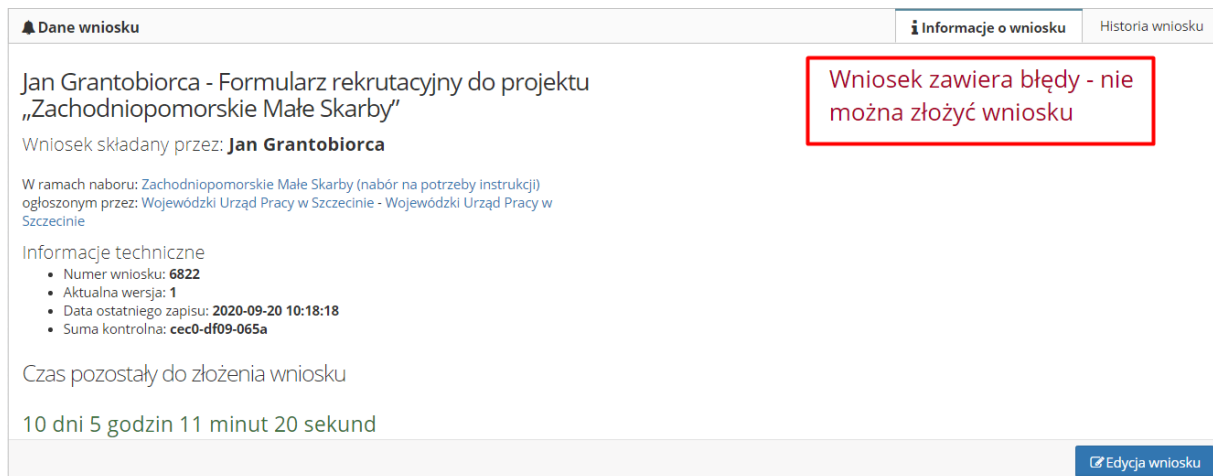 Dane wniosku
Informacje o wniosku
Historia wniosku
Jan Grantobiorca - Formularz rekrutacyjny do projektu
„Zachodniopomorskie Małe Skarby”
Wniosek składany przez: Jan Grantobiorca
W ramach naboru: Zachodniopomorskie Małe Skarby (nabór na potrzeby instrukcji)
ogłoszonym przez: Wojewódzki Urząd Pracy w Szczecinie - Wojewódzki Urząd Pracy w
Szczecinie
Wniosek zawiera błędy - nie
można złożyć wniosku
Informacje techniczne
• Numer wniosku: 6822
• Aktualna wersja: 1
• Data ostatniego zapisu: 2020-09-20 10:18:18
• Suma kontrolna: cec0-df09-065a
Czas pozostały do złożenia wniosku
10 dni 5 godzin 11 minut 20 sekund
Edycja wniosku